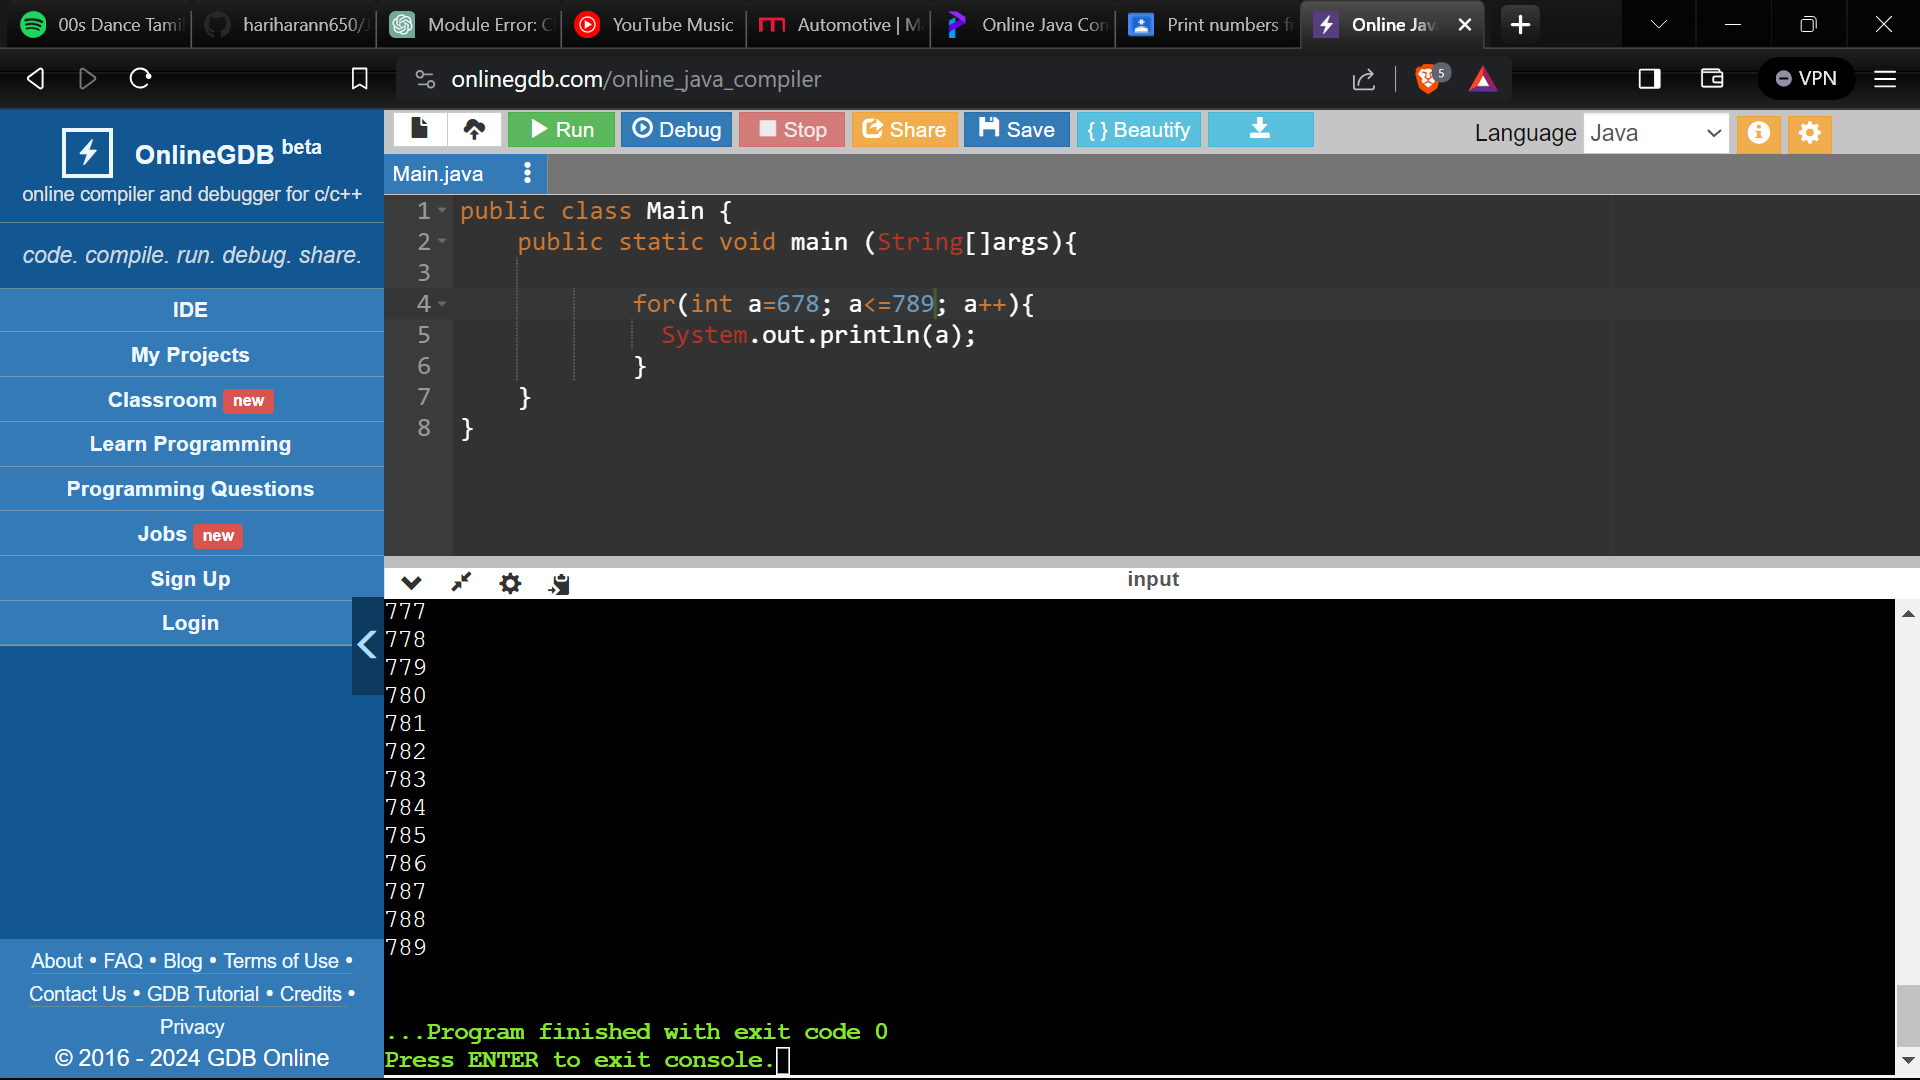 00s Dance Tamil
hariharann650/J
Module Error: C
YouTube Music
Automotive | M
Online Java Com
Print numbers fr
Online Jav
onlinegdb.com/online_java_compiler
5
VPN
OnlineGDB beta
online compiler and debugger for c/c++
code. compile. run. debug. share.
IDE
My Projects
Classroom new
Learn Programming
Programming Questions
Jobs new
Sign Up
Login
About • FAQ • Blog • Terms of Use •
Contact Us • GDB Tutorial • Credits •
Privacy
© 2016 - 2024 GDB Online
Run
Debug
Stop
Share
Save
{ } Beautify
Language Java
Main.java
1 public class Main {
2     public static void main (String[]args){
3
4             for(int a=678; a<=789; a++){
5               System.out.println(a);
6             }
7     }
8 }
input
777
778
779
780
781
782
783
784
785
786
787
788
789
...Program finished with exit code 0
Press ENTER to exit console.